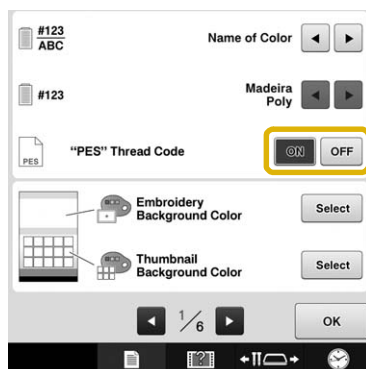 #123
ABC
Name of Color
#123
Madeira
Poly
PES
"PES" Thread Code
ON
OFF
Embroidery
Background Color
Select
Thumbnail
Background Color
Select
1/6
OK
?